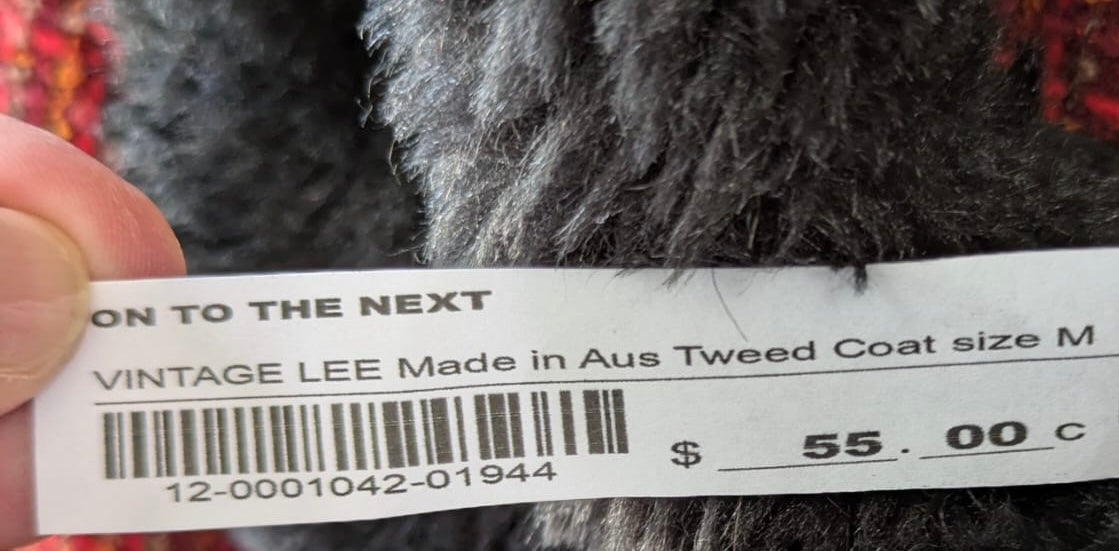 ON TO THE NEXT
VINTAGE LEE Made in Aus Tweed Coat size M
$ 55.00 C
12-0001042-01944